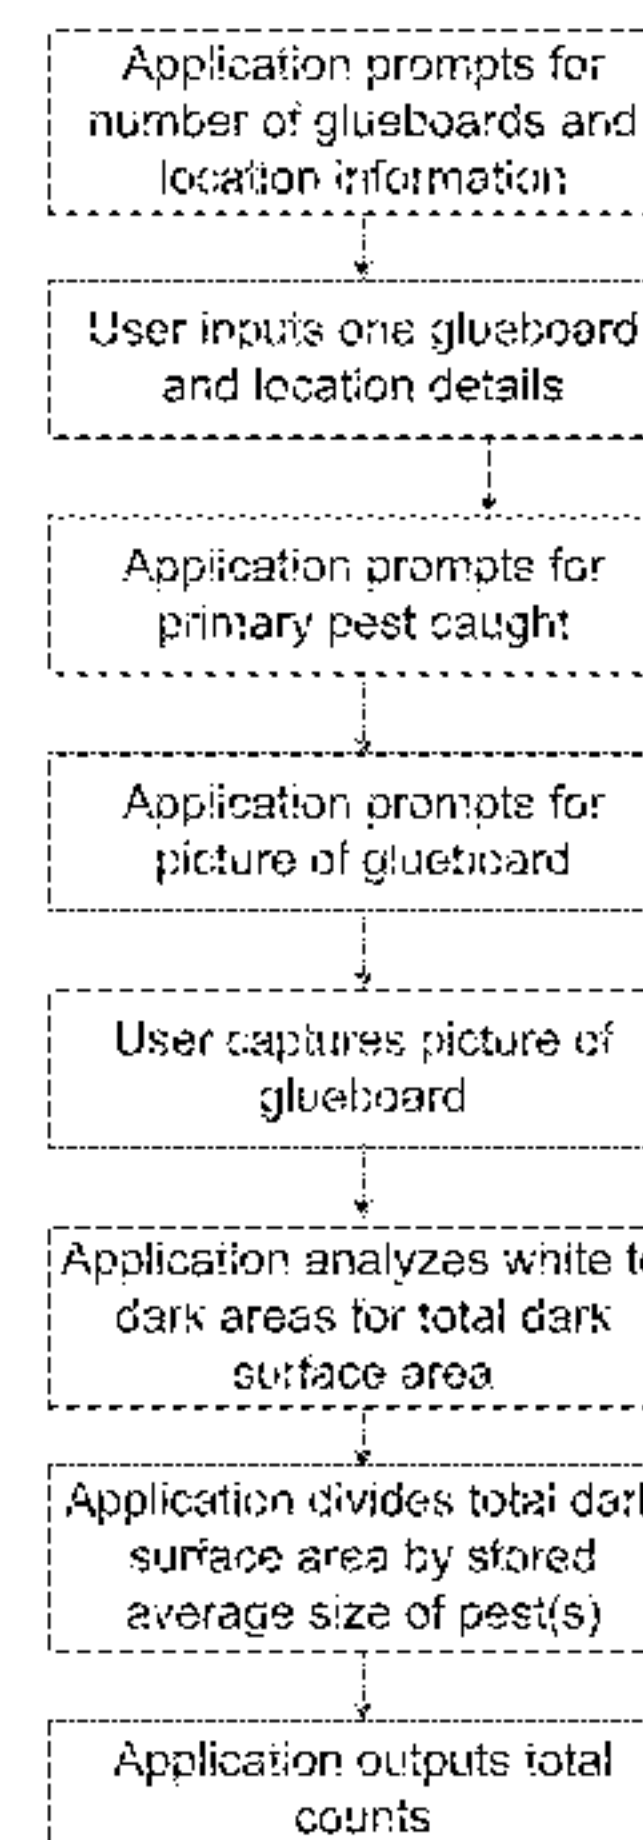 Application prompts for
number of glueboards and
location information
User inputs one glueboard
and location details
Application prompts for
primary pest caught
Application prompts for
picture of glueboard
User captures picture of
glueboard
Application analyzes white to
dark areas for total dark
surface area
Application divides total dark
surface area by stored
average size of pest(s)
Application outputs total
counts